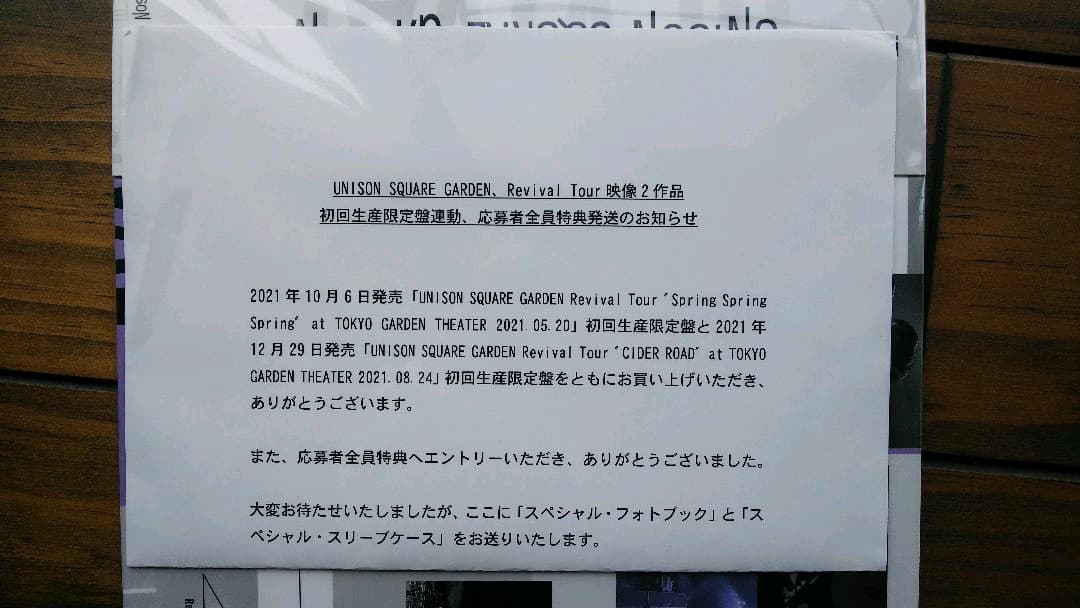 UNISON SQUARE GARDEN、Revival Tour 映像2作品
初回生産限定盤連動、応募者全員特典発送のお知らせ
2021年10月6日発売「UNISON SQUARE GARDEN Revival Tour "Spring Spring
Spring" at TOKYO GARDEN THEATER 2021.05.20」初回生産限定盤と2021年
12月29日発売「UNISON SQUARE GARDEN Revival Tour "CIDER ROAD" at TOKYO
GARDEN THEATER 2021.08.24」初回生産限定盤をともにお買い上げいただき、
ありがとうございます。
また、応募者全員特典へエントリーいただき、ありがとうございました。
大変お待たせいたしましたが、ここに「スペシャル・フォトブック」と「ス
ペシャル・スリーブケース」をお送りいたします。